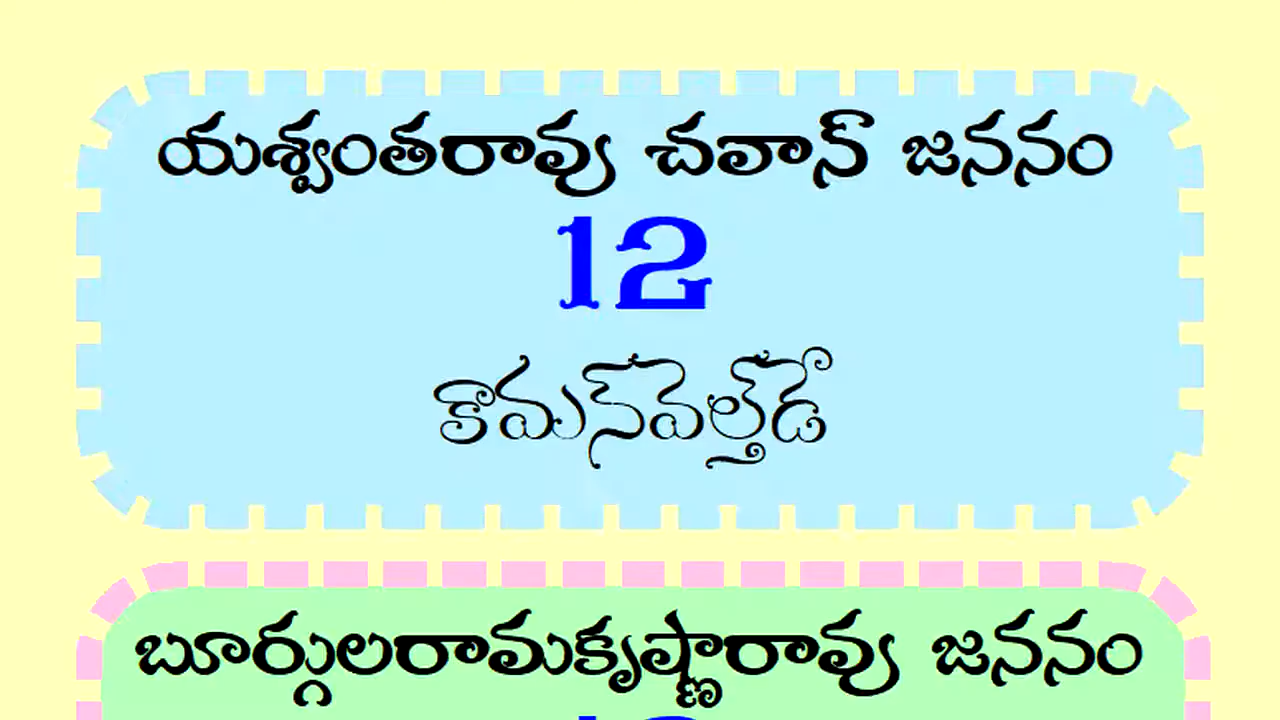 యశ్వంతరావు చవాన్ జననం
12
కామన్‌వెల్త్‌డే
బూర్గులరామకృష్ణారావు జననం